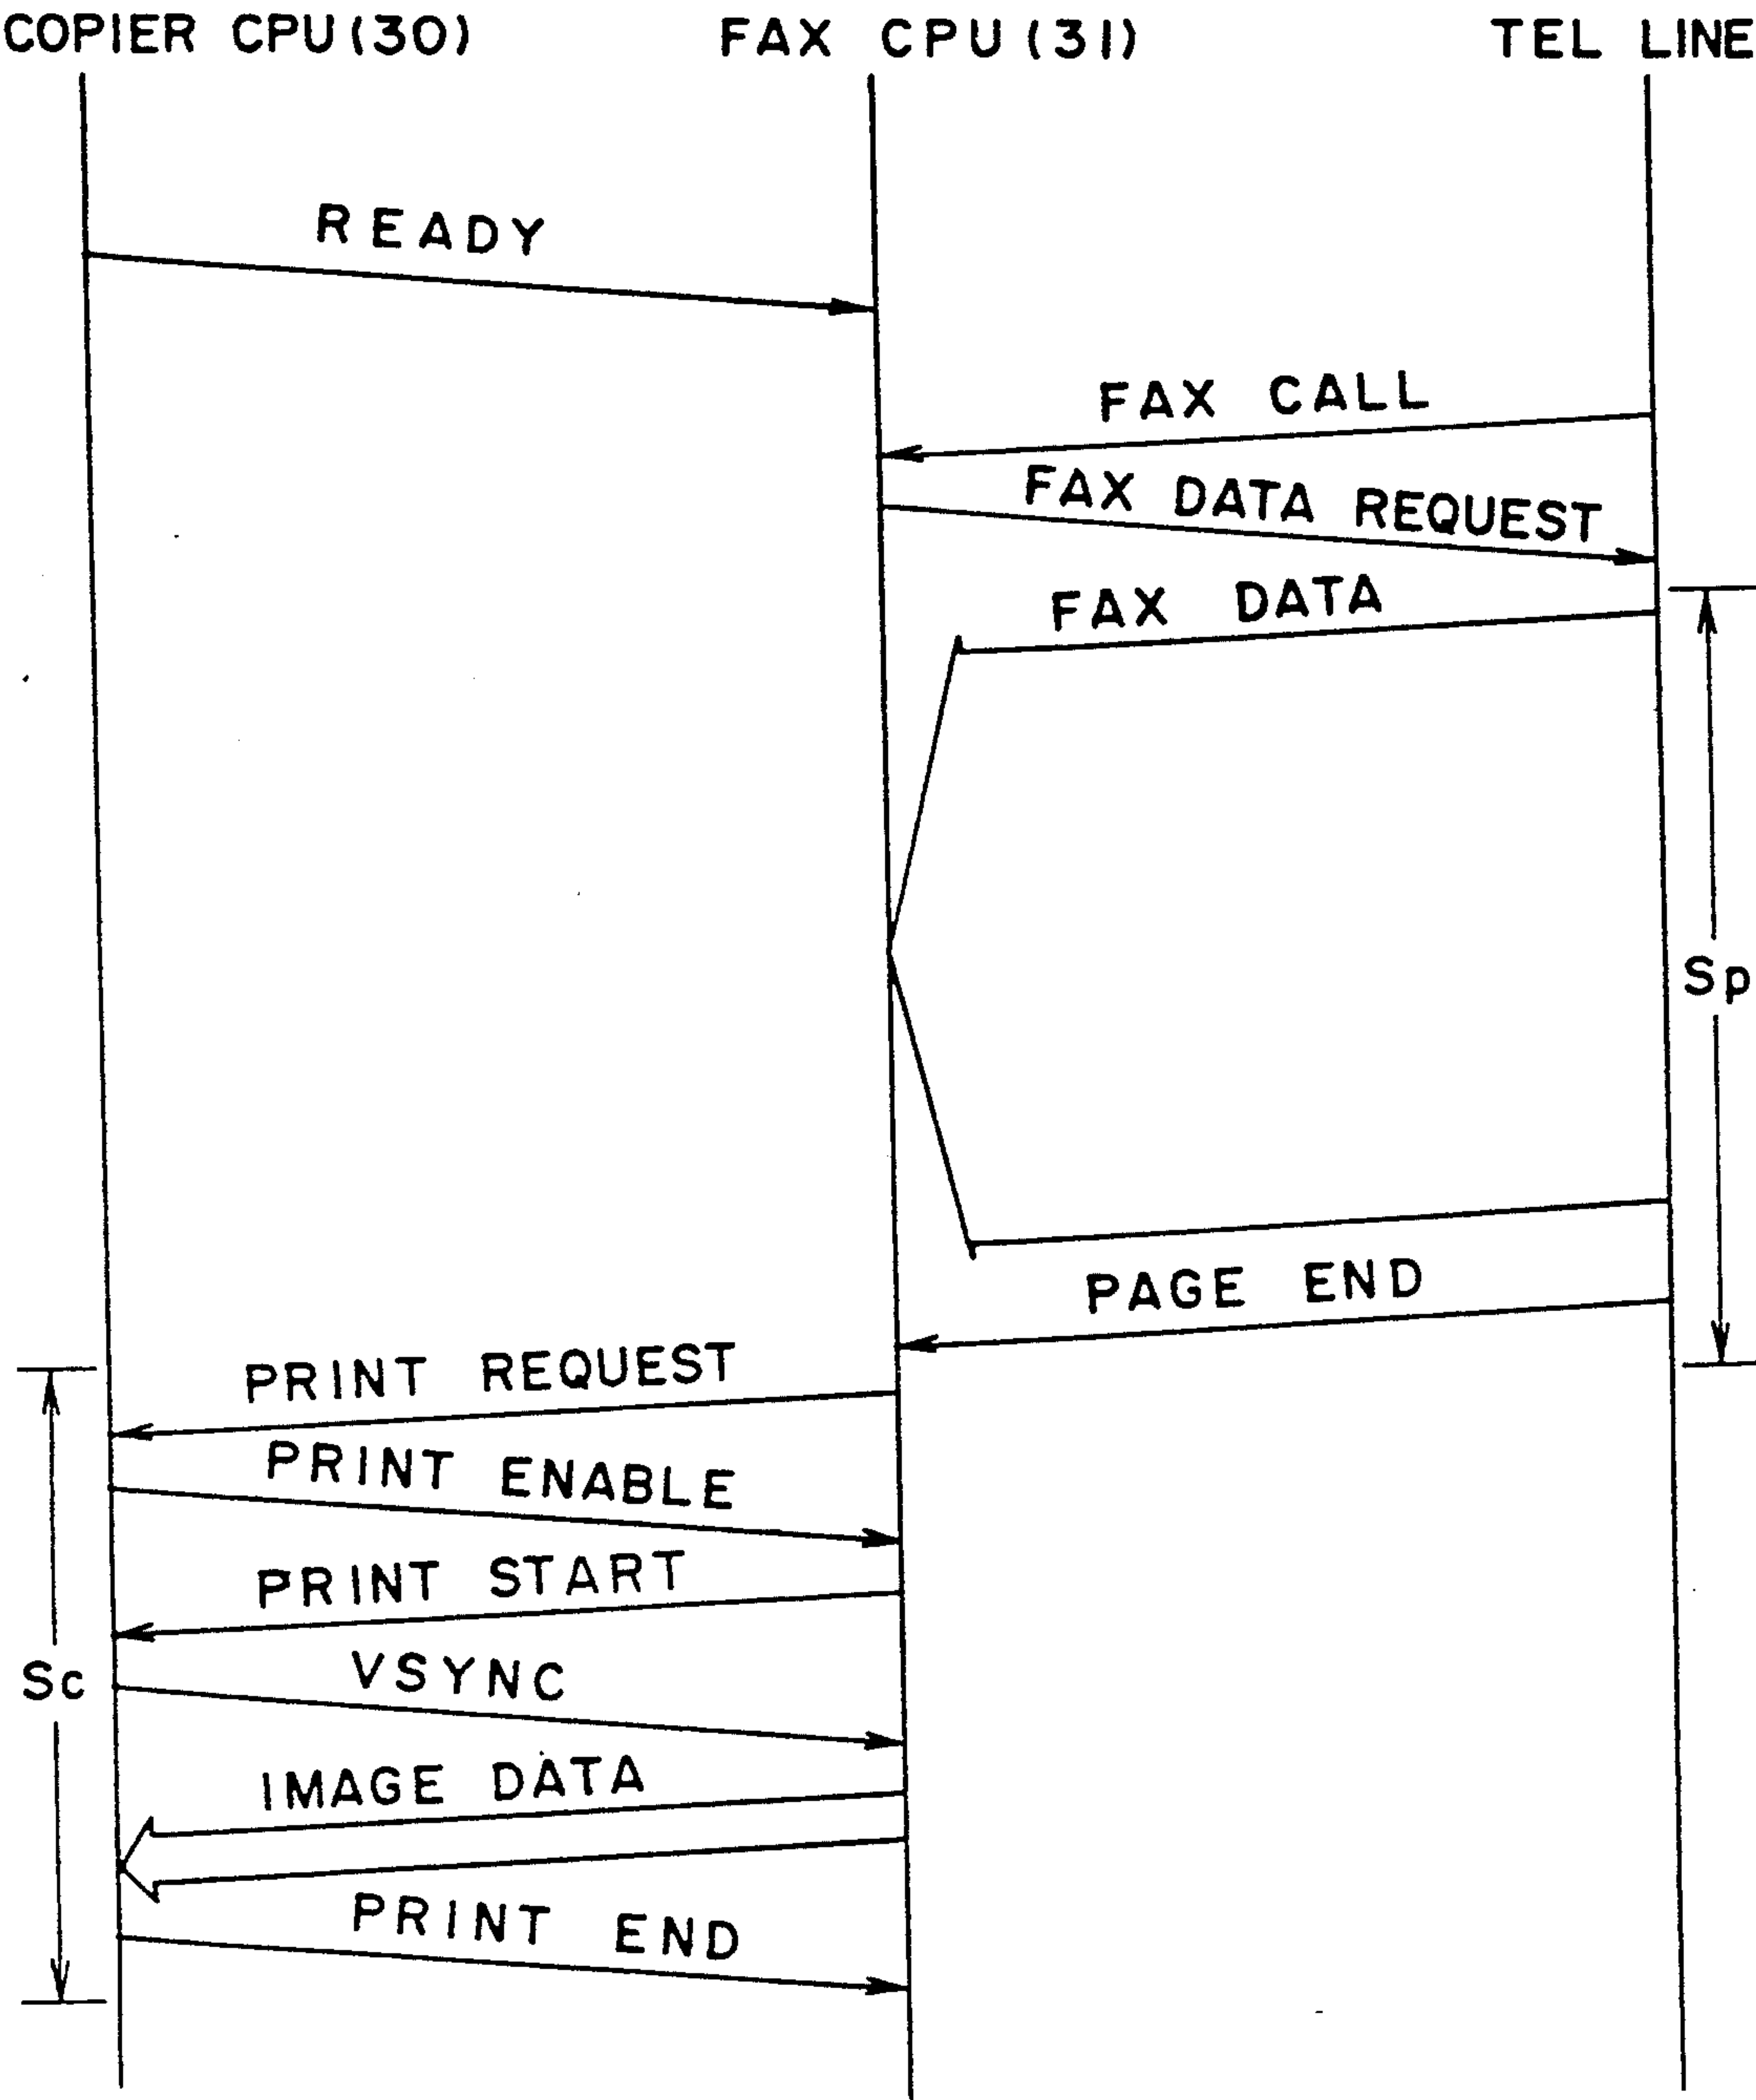 COPIER CPU(30) FAX CPU(31) TEL LINE
READY
FAX CALL
FAX DATA REQUEST
FAX DATA
Sp
PAGE END
PRINT REQUEST
PRINT ENABLE
PRINT START
Sc
VSYNC
IMAGE DATA
PRINT END